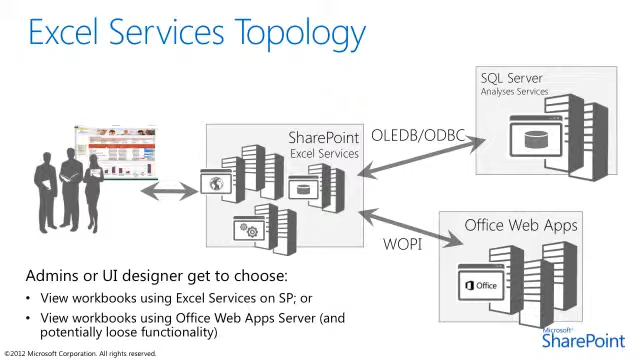 Excel Services Topology
SQL Server
Analyses Services
SharePoint
Excel Services
OLEDB/ODBC
Office Web Apps
WOPI
Office
Admins or UI designer get to choose:
• View workbooks using Excel Services on SP; or
• View workbooks using Office Web Apps Server (and
potentially loose functionality)
Microsoft®
SharePoint
©2012 Microsoft Corporation. All rights reserved.